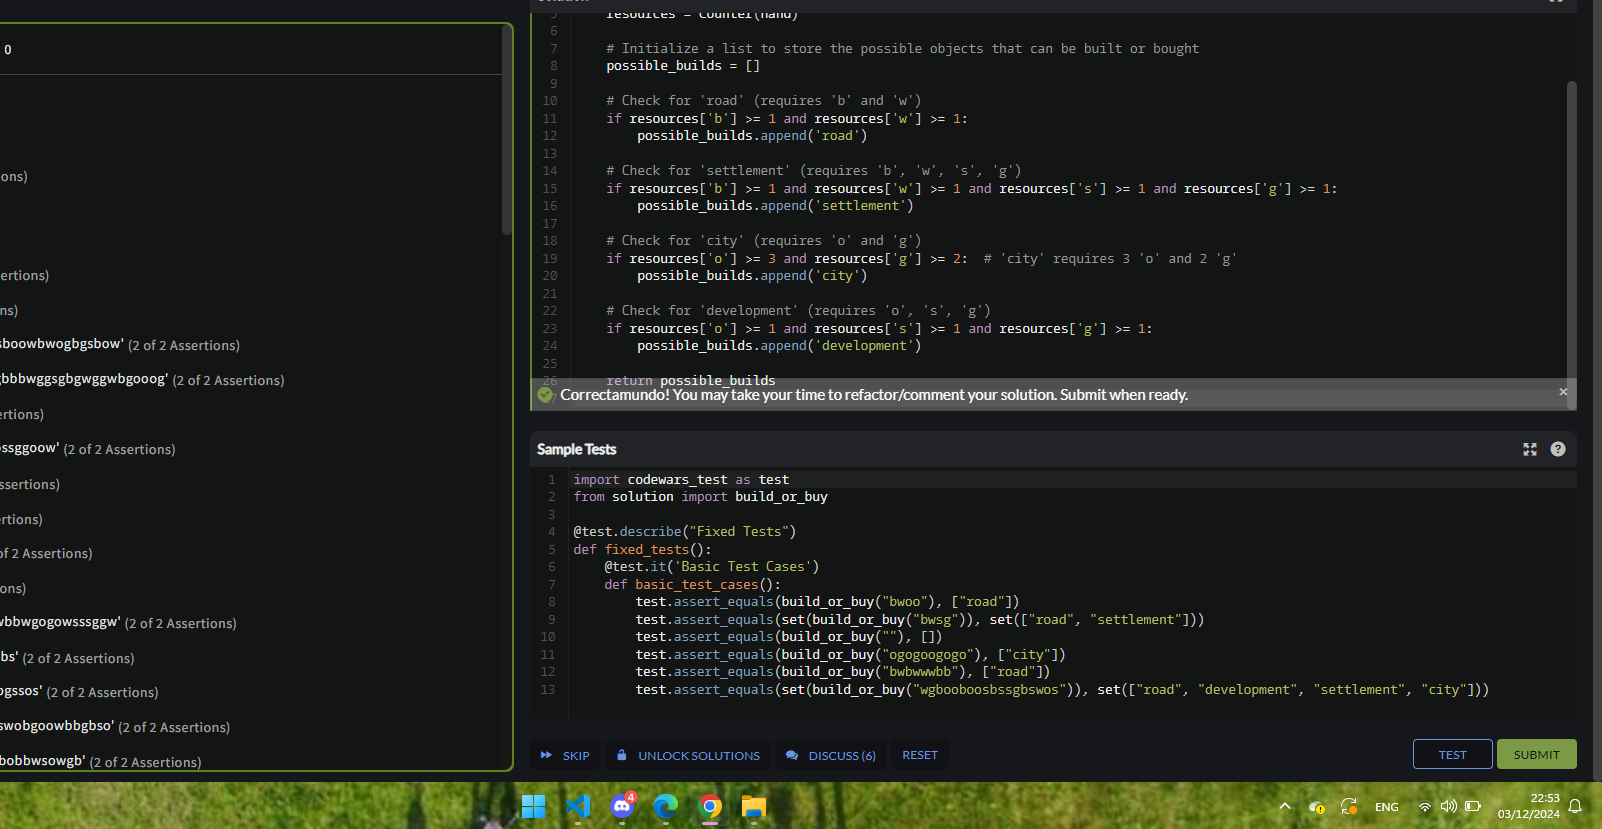 0
ons)
ertions)
ns)
sboowbwogbgsbow' (2 of 2 Assertions)
gbbbwggsgbgwggwbgooog' (2 of 2 Assertions)
ertions)
ossggoow' (2 of 2 Assertions)
ssertions)
rtions)
of 2 Assertions)
ons)
wbbwgogowsssggw' (2 of 2 Assertions)
bs' (2 of 2 Assertions)
ogssos' (2 of 2 Assertions)
swobgoowbbgbso' (2 of 2 Assertions)
bobbwsowgb' (2 of 2 Assertions)
Solution
5 resources = Counter(hand)
6
7 # Initialize a list to store the possible objects that can be built or bought
8 possible_builds = []
9
10 # Check for 'road' (requires 'b' and 'w')
11 if resources['b'] >= 1 and resources['w'] >= 1:
12 possible_builds.append('road')
13
14 # Check for 'settlement' (requires 'b', 'w', 's', 'g')
15 if resources['b'] >= 1 and resources['w'] >= 1 and resources['s'] >= 1 and resources['g'] >= 1:
16 possible_builds.append('settlement')
17
18 # Check for 'city' (requires 'o' and 'g')
19 if resources['o'] >= 3 and resources['g'] >= 2: # 'city' requires 3 'o' and 2 'g'
20 possible_builds.append('city')
21
22 # Check for 'development' (requires 'o', 's', 'g')
23 if resources['o'] >= 1 and resources['s'] >= 1 and resources['g'] >= 1:
24 possible_builds.append('development')
25
26 return possible_builds
Correctamundo! You may take your time to refactor/comment your solution. Submit when ready.
Sample Tests
1 import codewars_test as test
2 from solution import build_or_buy
3
4 @test.describe("Fixed Tests")
5 def fixed_tests():
6 @test.it('Basic Test Cases')
7 def basic_test_cases():
8 test.assert_equals(build_or_buy("bwoo"), ["road"])
9 test.assert_equals(set(build_or_buy("bwsg")), set(["road", "settlement"]))
10 test.assert_equals(build_or_buy(""), [])
11 test.assert_equals(build_or_buy("ogogoogogo"), ["city"])
12 test.assert_equals(build_or_buy("bwbwwwbb"), ["road"])
13 test.assert_equals(set(build_or_buy("wgbooboosbssgbswos")), set(["road", "development", "settlement", "city"]))
SKIP UNLOCK SOLUTIONS DISCUSS (6) RESET TEST SUBMIT
4
ENG
22:53
03/12/2024